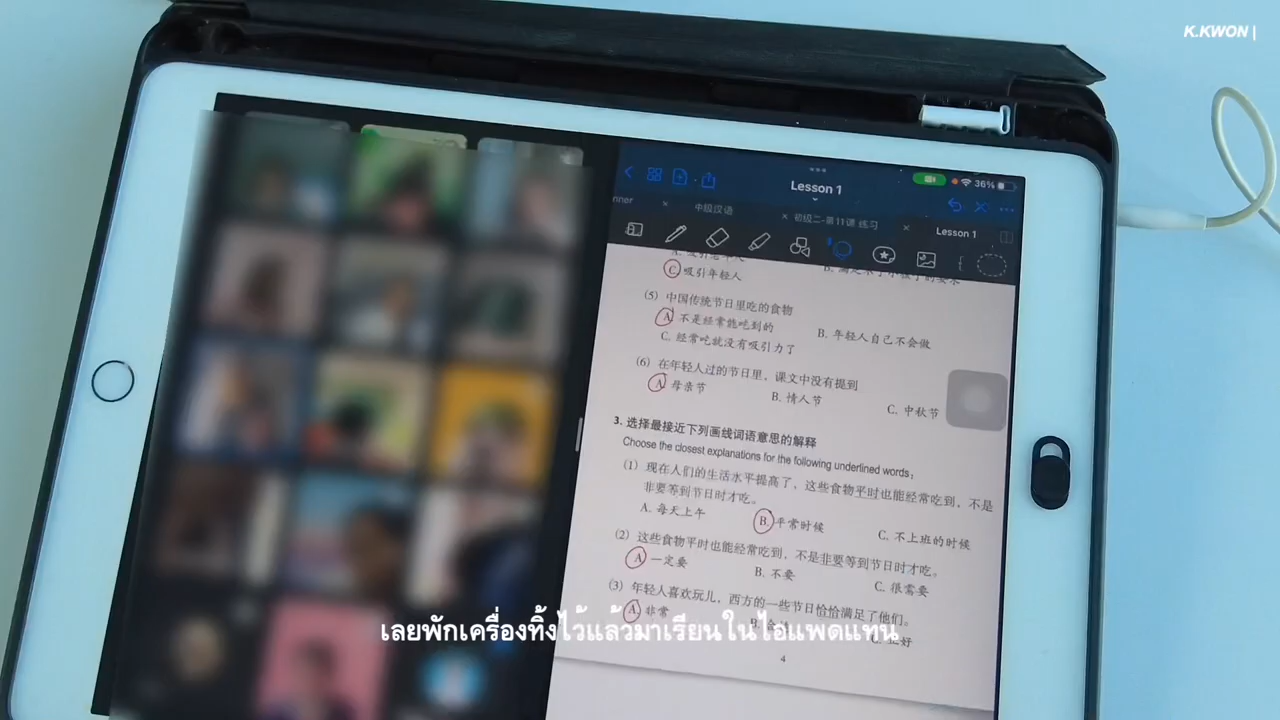 K.KWON |
Lesson 1
36%
nner × 中级汉语 × 初级二-第11课 练习 × Lesson 1
C 吸引年轻人
(5) 中国传统节日里吃的食物
A 不是经常能吃到的 B. 年轻人自己不会做
C. 经常吃就没有吸引力了
(6) 在年轻人过的节日里，课文中没有提到
A 母亲节 B. 情人节 C. 中秋节
3. 选择最接近下列画线词语意思的解释
Choose the closest explanations for the following underlined words:
(1) 现在人们的生活水平提高了，这些食物平时也能经常吃到，不是
非要等到节日时才吃。
A. 每天上午 B. 平常时候 C. 不上班的时候
(2) 这些食物平时也能经常吃到，不是非要等到节日时才吃。
A 一定要 B. 不要 C. 很需要
(3) 年轻人喜欢玩儿，西方的一些节日恰恰满足了他们。
A. 非常 B.
เลยพักเครื่องทิ้งไว้แล้วมาเรียนในไอแพดแทน
4